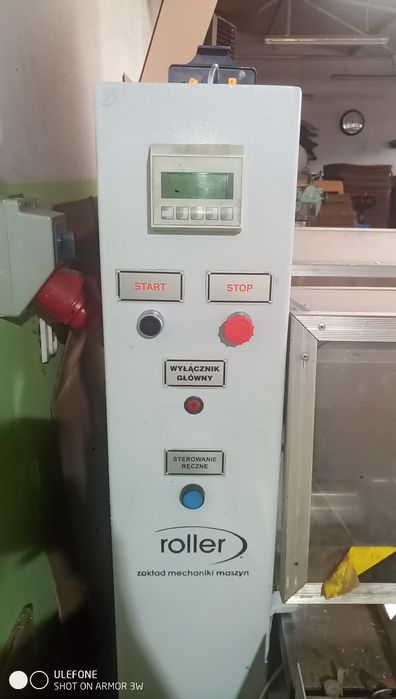 START
STOP
WYŁĄCZNIK
GŁÓWNY
STEROWANIE
RĘCZNE
roller
zakład mechaniki maszyn
ULEFONE
SHOT ON ARMOR 3W